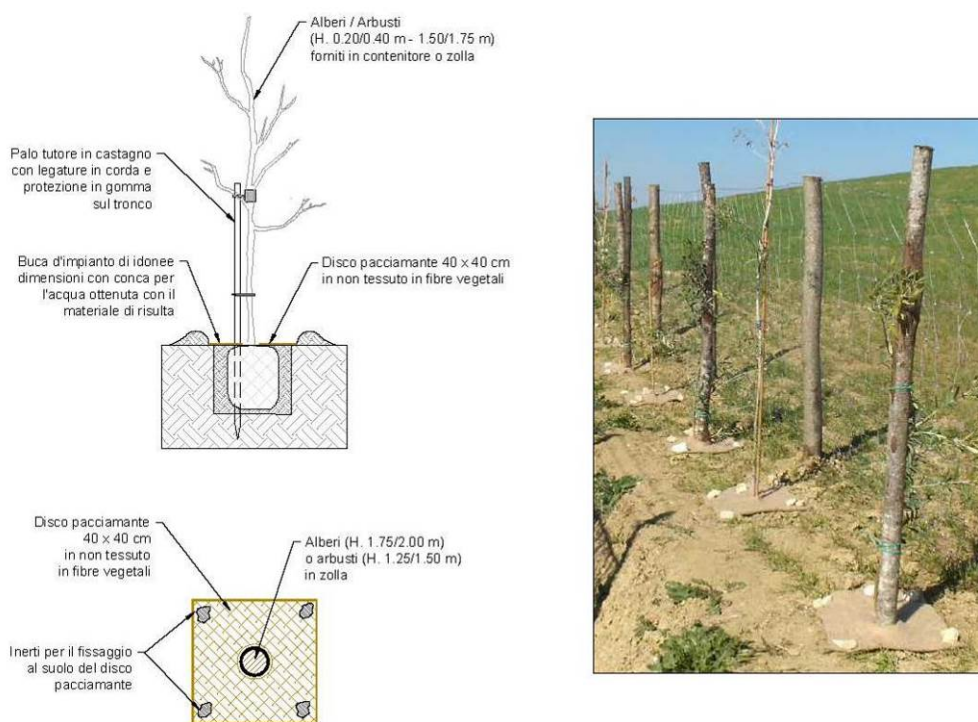 Alberi / Arbusti
(H. 0.20/0.40 m - 1.50/1.75 m)
forniti in contenitore o zolla
Palo tutore in castagno
con legature in corda e
protezione in gomma
sul tronco
Buca d'impianto di idonee
dimensioni con conca per
l'acqua ottenuta con il
materiale di risulta
Disco pacciamante 40 x 40 cm
in non tessuto in fibre vegetali
Disco pacciamante
40 x 40 cm
in non tessuto
in fibre vegetali
Alberi (H. 1.75/2.00 m)
o arbusti (H. 1.25/1.50 m)
in zolla
Inerti per il fissaggio
al suolo del disco
pacciamante